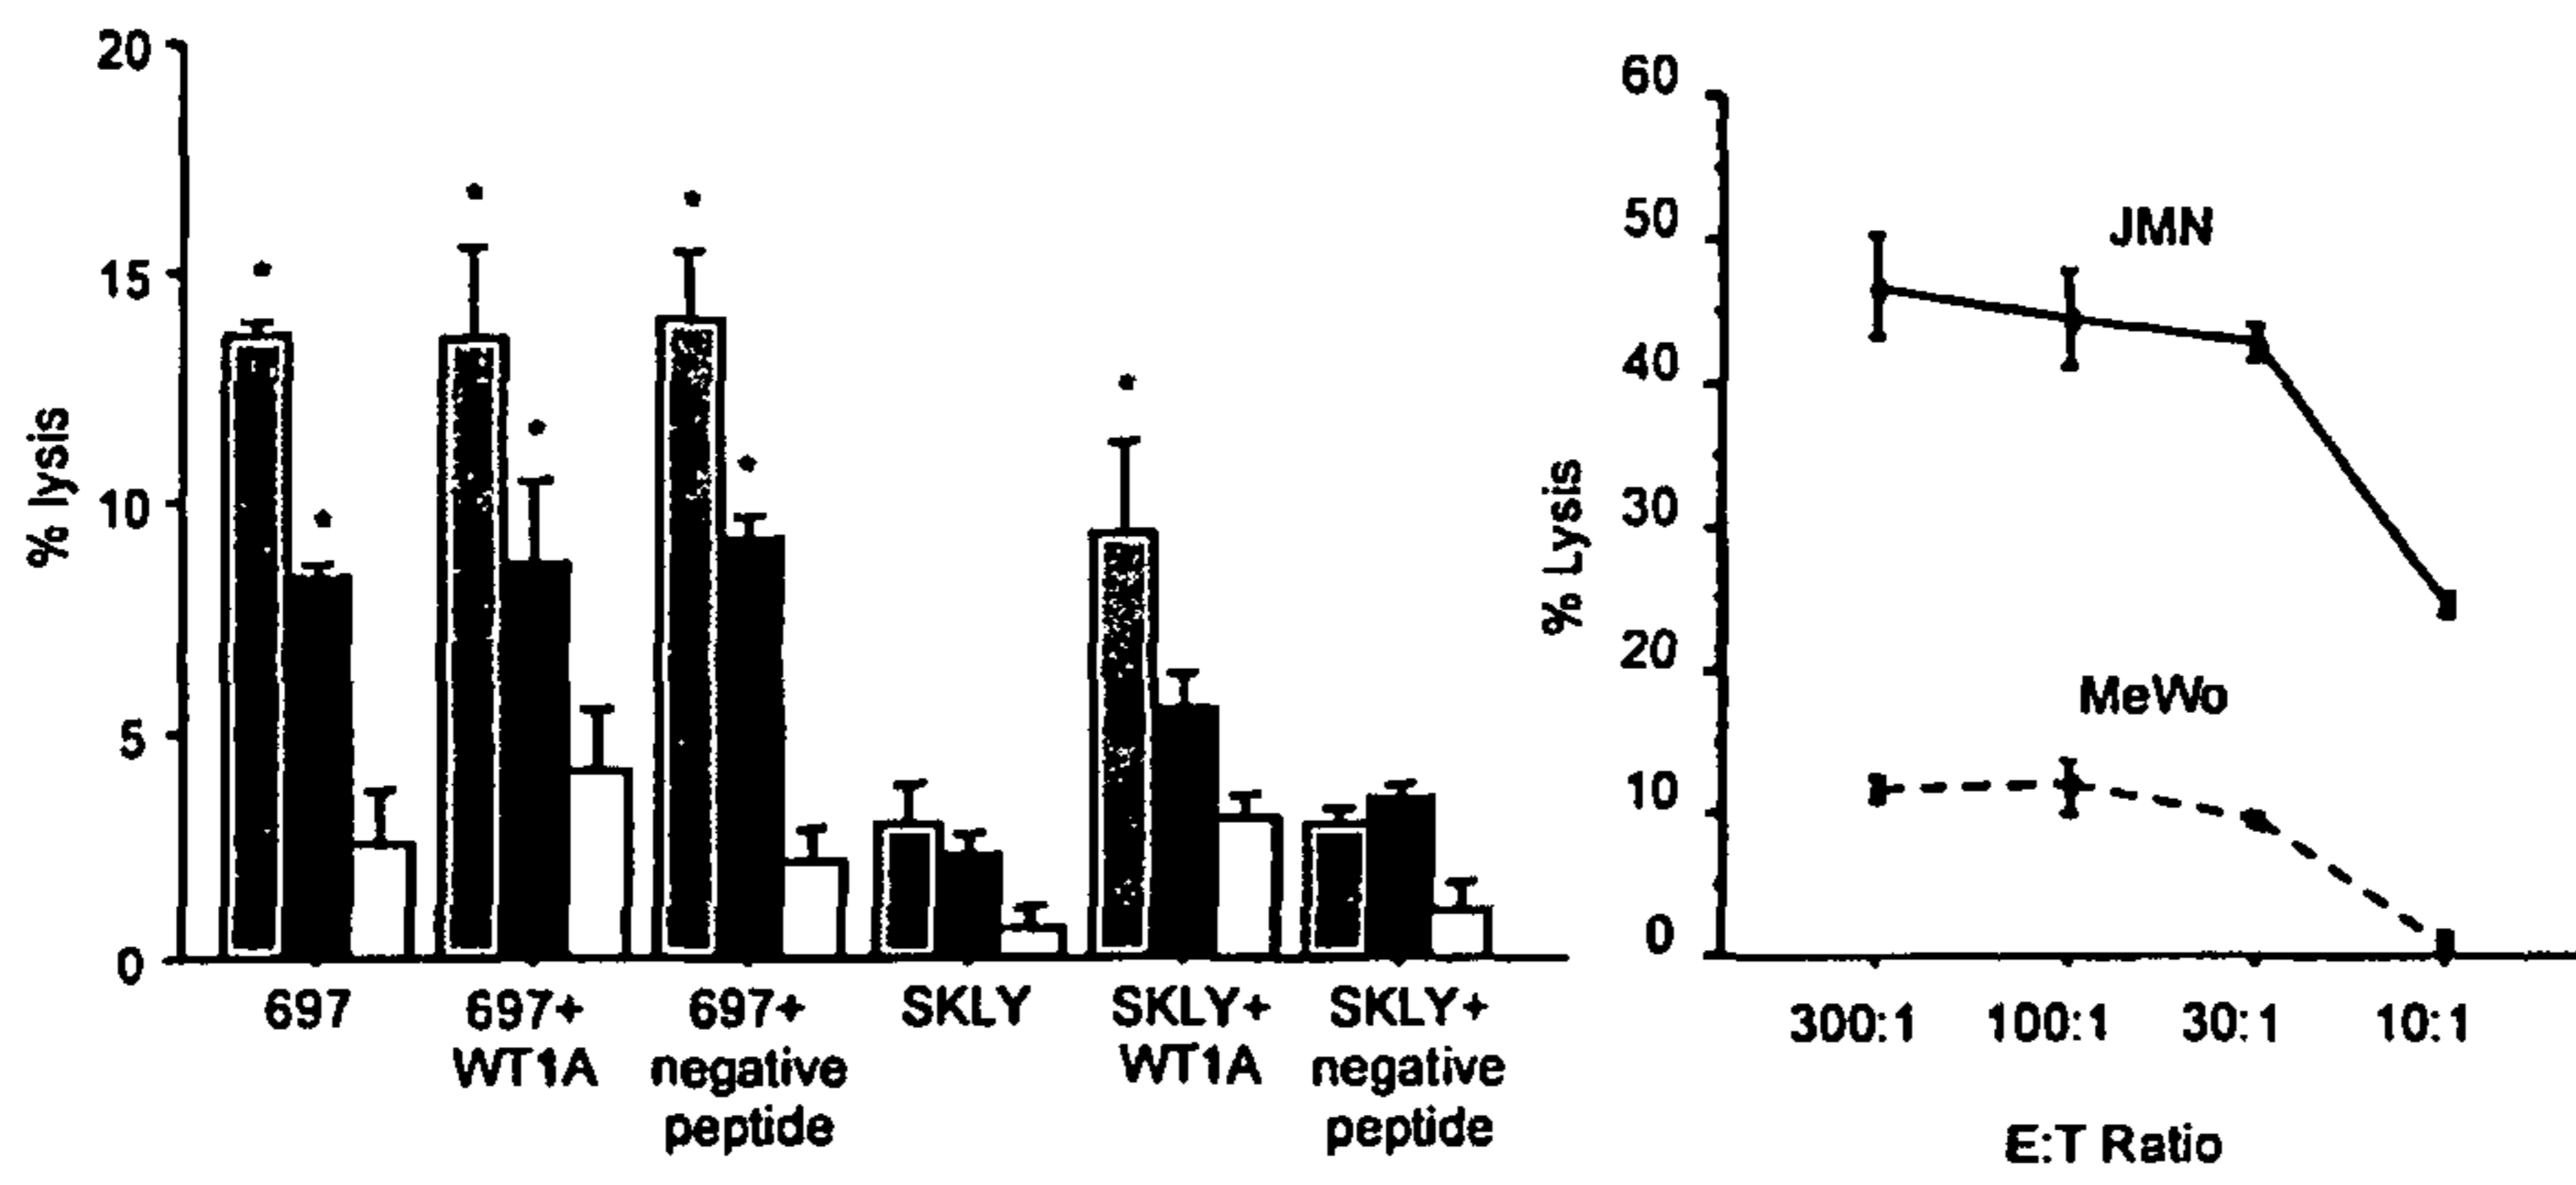 20
15
10
5
0
% lysis
697
697+
WT1A
697+
negative
peptide
SKLY
SKLY+
WT1A
SKLY+
negative
peptide
60
50
40
30
20
10
0
% Lysis
JMN
MeWo
300:1 100:1 30:1 10:1
E:T Ratio